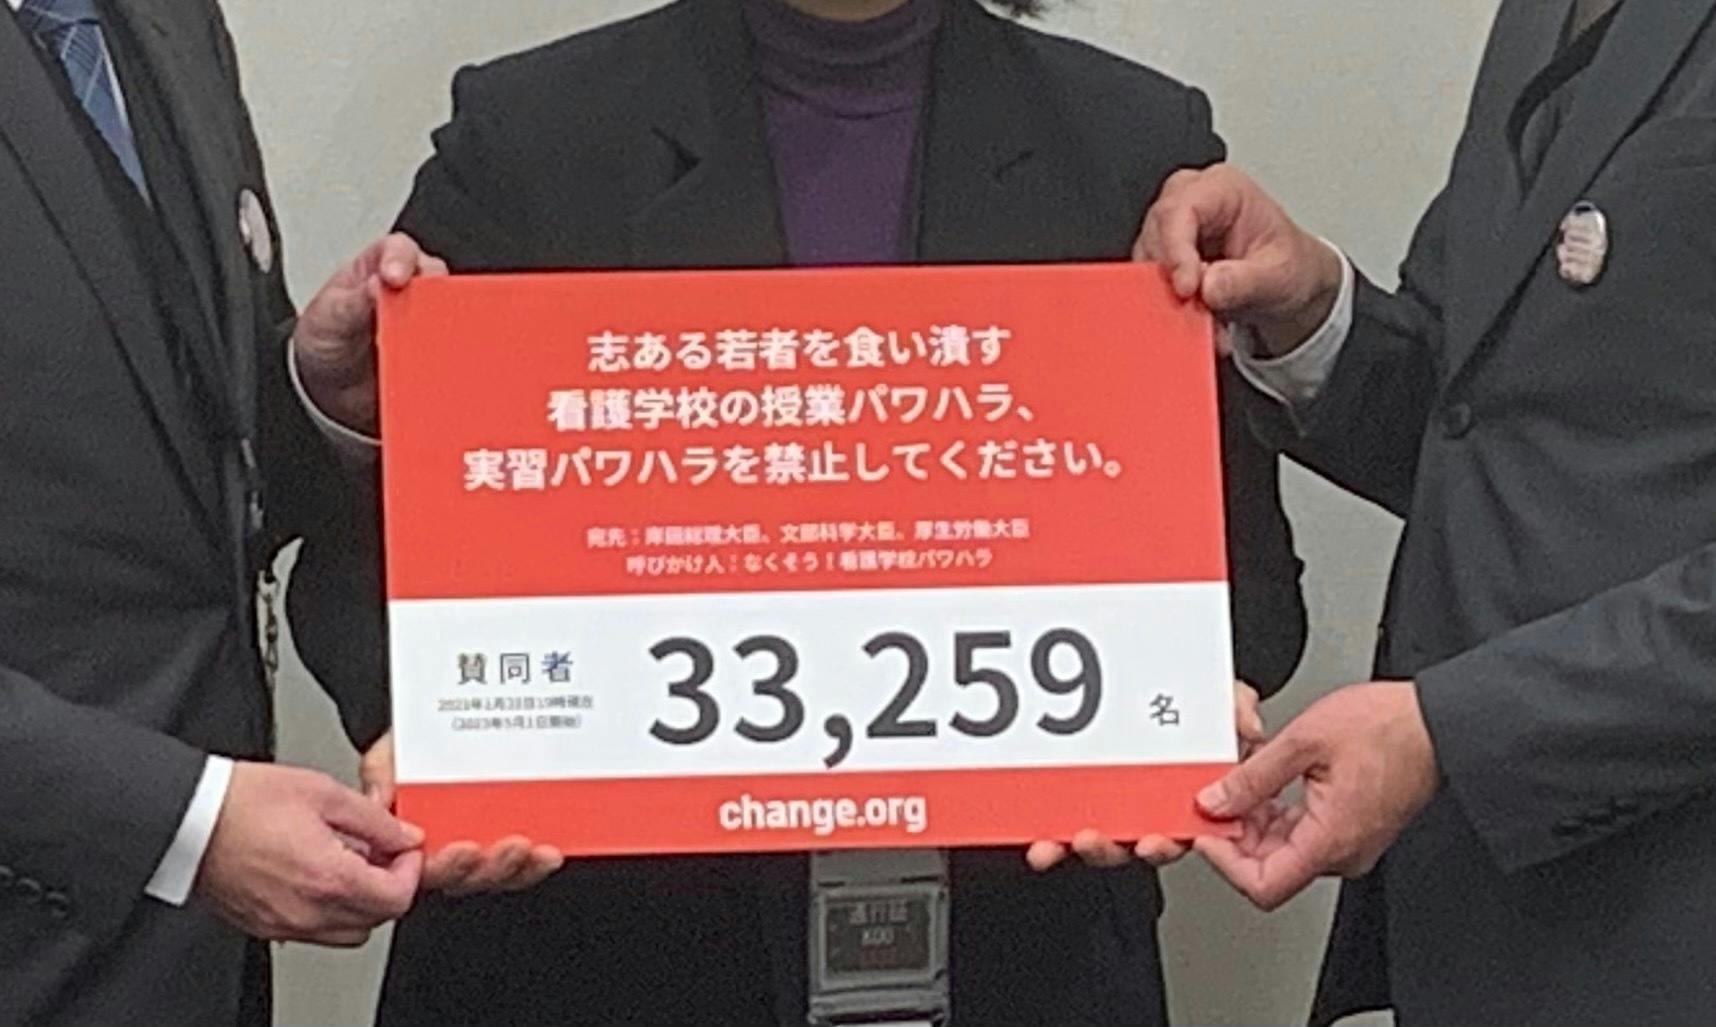 志ある若者を食い潰す
看護学校の授業パワハラ、
実習パワハラを禁止してください。
宛先：岸田総理大臣、文部科学大臣、厚生労働大臣
呼びかけ人：なくそう！看護学校パワハラ
賛同者
33,259
名
change.org
通行証